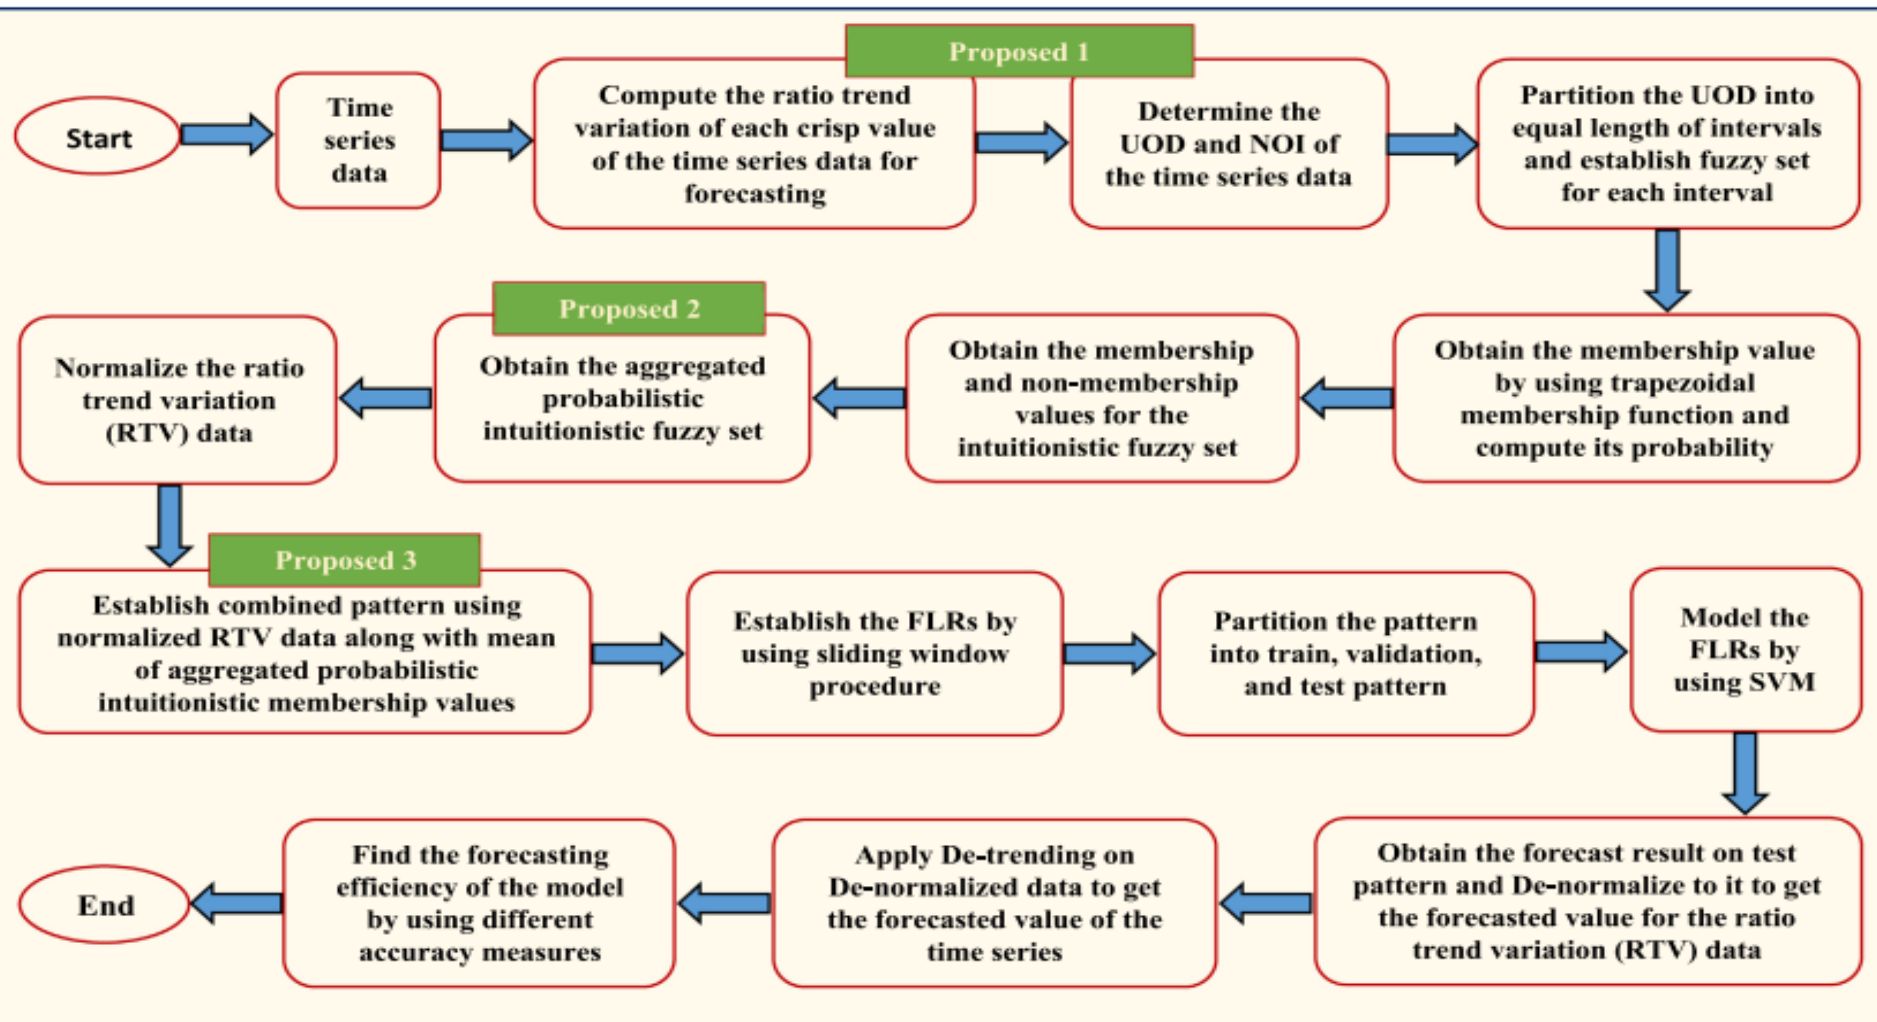 Start
Time
series
data
Proposed 1
Compute the ratio trend
variation of each crisp value
of the time series data for
forecasting
Determine the
UOD and NOI of
the time series data
Partition the UOD into
equal length of intervals
and establish fuzzy set
for each interval
Obtain the membership value
by using trapezoidal
membership function and
compute its probability
Obtain the membership
and non-membership
values for the
intuitionistic fuzzy set
Proposed 2
Obtain the aggregated
probabilistic
intuitionistic fuzzy set
Normalize the ratio
trend variation
(RTV) data
Proposed 3
Establish combined pattern using
normalized RTV data along with mean
of aggregated probabilistic
intuitionistic membership values
Establish the FLRs by
using sliding window
procedure
Partition the pattern
into train, validation,
and test pattern
Model the
FLRs by
using SVM
Obtain the forecast result on test
pattern and De-normalize to it to get
the forecasted value for the ratio
trend variation (RTV) data
Apply De-trending on
De-normalized data to get
the forecasted value of the
time series
Find the forecasting
efficiency of the model
by using different
accuracy measures
End